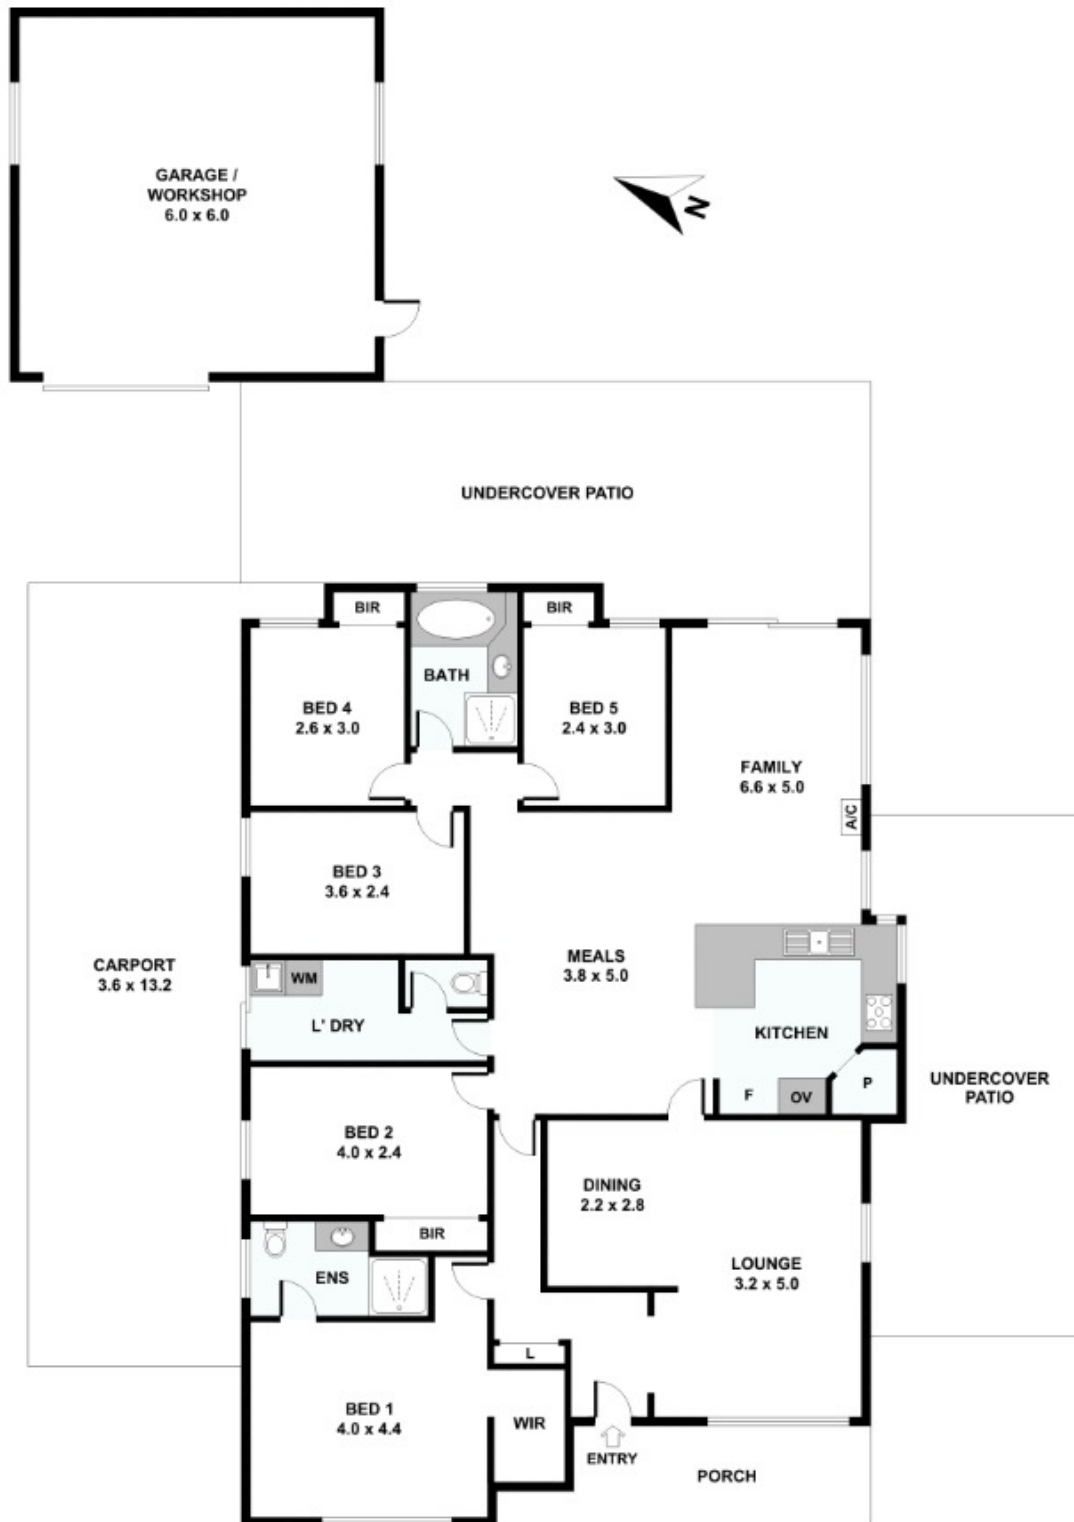 GARAGE /
WORKSHOP
6.0 x 6.0
N
UNDERCOVER PATIO
BIR
BIR
BATH
BED 4
2.6 x 3.0
BED 5
2.4 x 3.0
FAMILY
6.6 x 5.0
A/C
BED 3
3.6 x 2.4
CARPORT
3.6 x 13.2
MEALS
3.8 x 5.0
WM
L' DRY
KITCHEN
F
OV
P
UNDERCOVER
PATIO
BED 2
4.0 x 2.4
DINING
2.2 x 2.8
BIR
ENS
LOUNGE
3.2 x 5.0
L
BED 1
4.0 x 4.4
WIR
ENTRY
PORCH